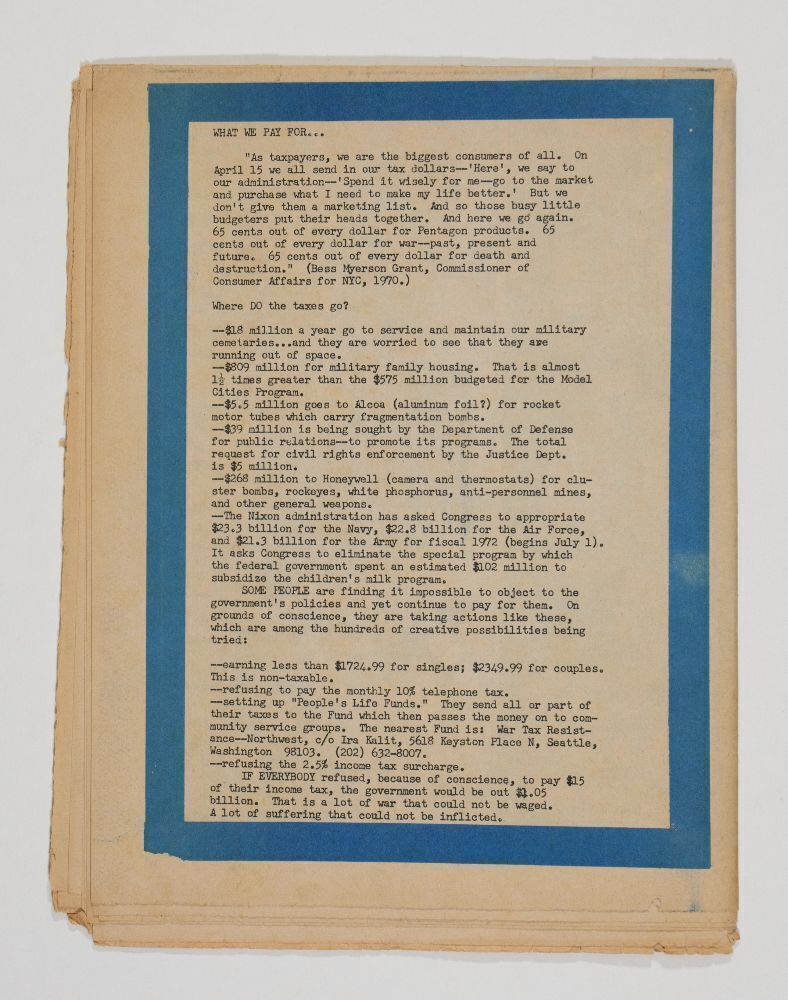 WHAT WE PAY FOR...
"As taxpayers, we are the biggest consumers of all. On
April 15 we all send in our tax dollars--'Here', we say to
our administration--'Spend it wisely for me--go to the market
and purchase what I need to make my life better.' But we
don't give them a marketing list. And so those busy little
budgeters put their heads together. And here we go again.
65 cents out of every dollar for Pentagon products. 65
cents out of every dollar for war--past, present and
future. 65 cents out of every dollar for death and
destruction." (Bess Myerson Grant, Commissioner of
Consumer Affairs for NYC, 1970.)
Where DO the taxes go?
--$18 million a year go to service and maintain our military
cemetaries...and they are worried to see that they are
running out of space.
--$809 million for military family housing. That is almost
1½ times greater than the $575 million budgeted for the Model
Cities Program.
--$5.5 million goes to Alcoa (aluminum foil?) for rocket
motor tubes which carry fragmentation bombs.
--$39 million is being sought by the Department of Defense
for public relations--to promote its programs. The total
request for civil rights enforcement by the Justice Dept.
is $5 million.
--$268 million to Honeywell (camera and thermostats) for clu-
ster bombs, rockeyes, white phosphorus, anti-personnel mines,
and other general weapons.
--The Nixon administration has asked Congress to appropriate
$23.3 billion for the Navy, $22.8 billion for the Air Force,
and $21.3 billion for the Army for fiscal 1972 (begins July 1).
It asks Congress to eliminate the special program by which
the federal government spent an estimated $102 million to
subsidize the children's milk program.
SOME PEOPLE are finding it impossible to object to the
government's policies and yet continue to pay for them. On
grounds of conscience, they are taking actions like these,
which are among the hundreds of creative possibilities being
tried:
--earning less than $1724.99 for singles; $2349.99 for couples.
This is non-taxable.
--refusing to pay the monthly 10% telephone tax.
--setting up "People's Life Funds." They send all or part of
their taxes to the Fund which then passes the money on to com-
munity service groups. The nearest Fund is: War Tax Resist-
ance--Northwest, c/o Ira Kalit, 5618 Keyston Place N, Seattle,
Washington 98103. (202) 632-8007.
--refusing the 2.5% income tax surcharge.
IF EVERYBODY refused, because of conscience, to pay $15
of their income tax, the government would be out $1.05
billion. That is a lot of war that could not be waged.
A lot of suffering that could not be inflicted.